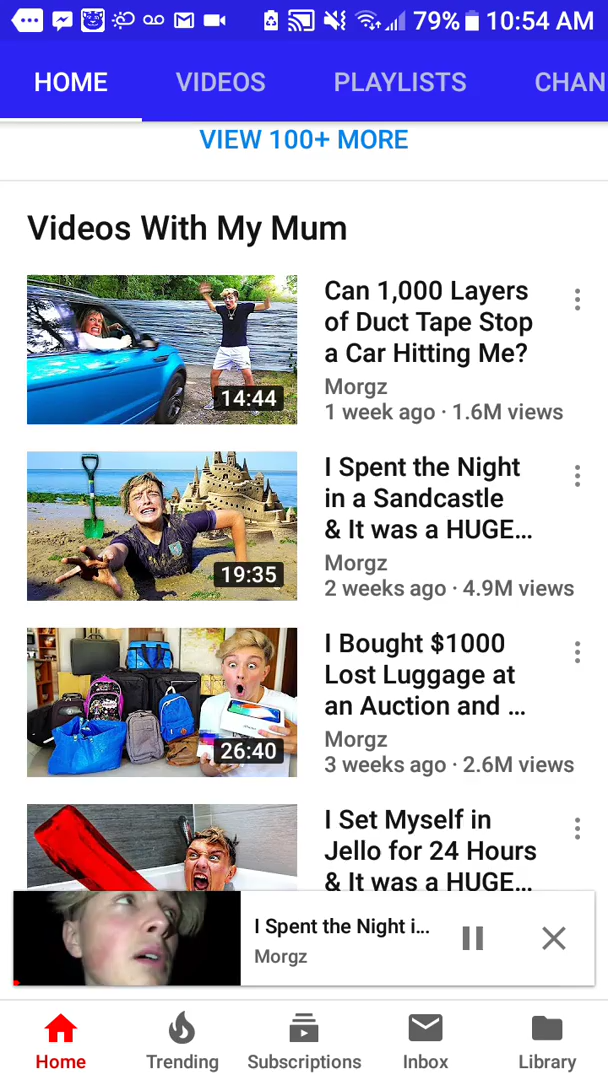 79% 10:54 AM
HOME VIDEOS PLAYLISTS CHAN
VIEW 100+ MORE
Videos With My Mum
Can 1,000 Layers
of Duct Tape Stop
a Car Hitting Me?
Morgz
1 week ago · 1.6M views
14:44
I Spent the Night
in a Sandcastle
& It was a HUGE...
Morgz
2 weeks ago · 4.9M views
19:35
I Bought $1000
Lost Luggage at
an Auction and ...
Morgz
3 weeks ago · 2.6M views
26:40
I Set Myself in
Jello for 24 Hours
& It was a HUGE...
I Spent the Night i...
Morgz
Home Trending Subscriptions Inbox Library